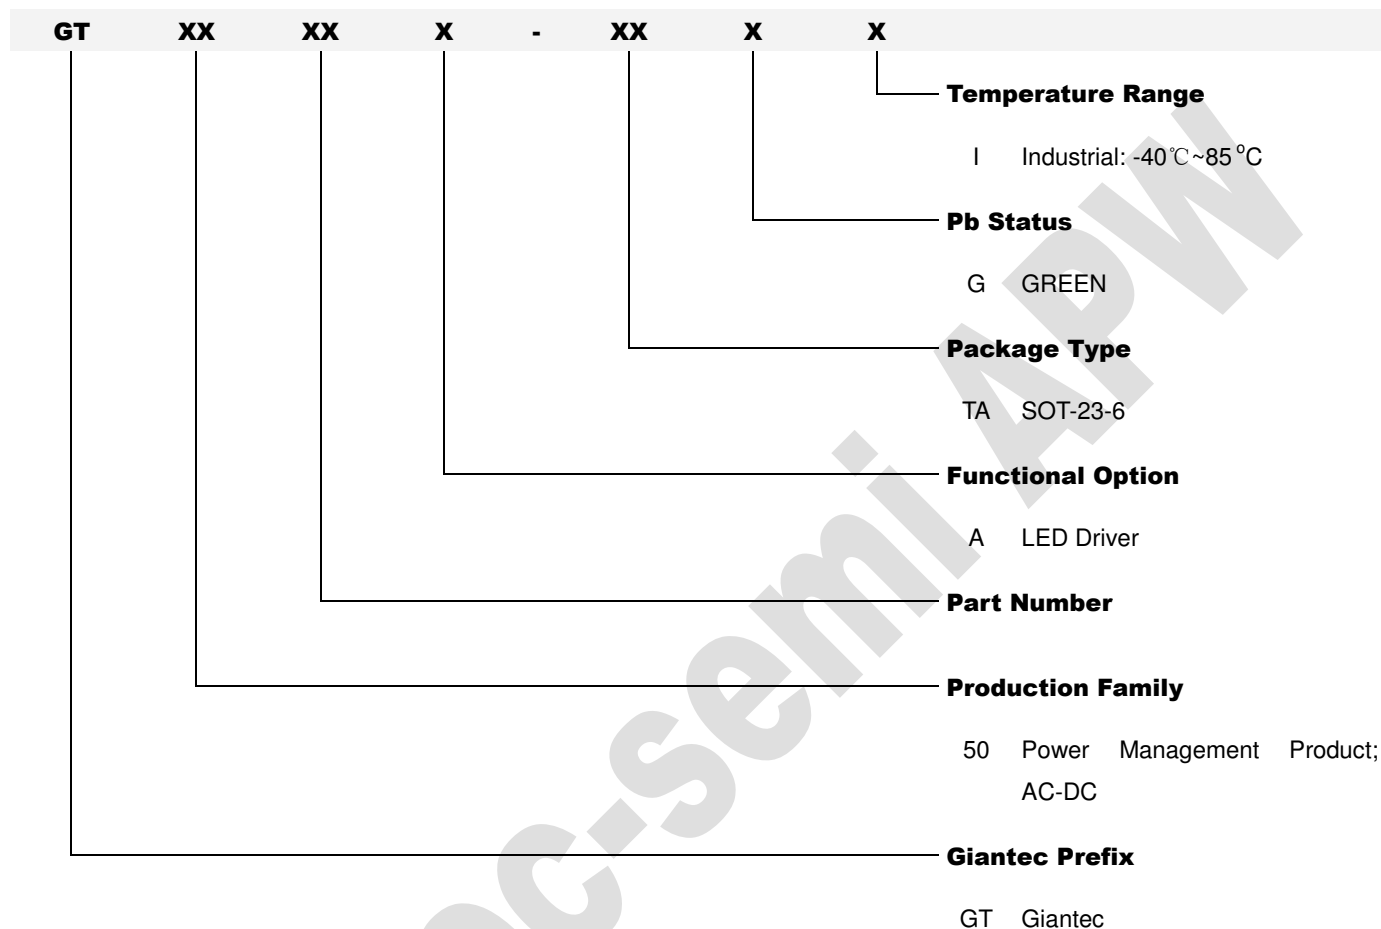 GT XX XX X - XX X X
Temperature Range
I Industrial: -40℃~85 °C
Pb Status
G GREEN
Package Type
TA SOT-23-6
Functional Option
A LED Driver
Part Number
Production Family
50 Power Management Product;
AC-DC
Giantec Prefix
GT Giantec
c-semi APW